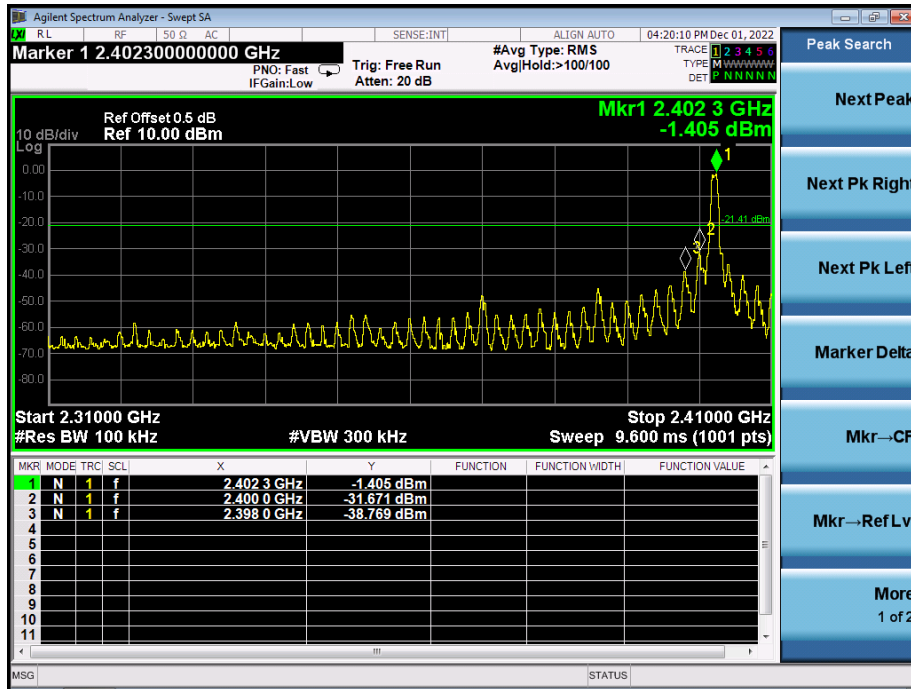 Agilent Spectrum Analyzer - Swept SA
LXI RL RF 50 Ω AC SENSE:INT ALIGN AUTO 04:20:10 PM Dec 01, 2022
Marker 1 2.402300000000 GHz
#Avg Type: RMS
TRACE 1 2 3 4 5 6
PNO: Fast Trig: Free Run Avg|Hold:>100/100 TYPE M WWWWW
IFGain:Low Atten: 20 dB DET P N N N N N
Peak Search
Mkr1 2.402 3 GHz
-1.405 dBm
Ref Offset 0.5 dB
10 dB/div Ref 10.00 dBm
Log
1
0.00
-10.0
-20.0
-21.41 dBm
2
-30.0
3
-40.0
-50.0
-60.0
-70.0
-80.0
Start 2.31000 GHz Stop 2.41000 GHz
#Res BW 100 kHz #VBW 300 kHz Sweep 9.600 ms (1001 pts)
MKR MODE TRC SCL X Y FUNCTION FUNCTION WIDTH FUNCTION VALUE
1 N 1 f 2.402 3 GHz -1.405 dBm
2 N 1 f 2.400 0 GHz -31.671 dBm
3 N 1 f 2.398 0 GHz -38.769 dBm
4
5
6
7
8
9
10
11
MSG STATUS
Next Peak
Next Pk Right
Next Pk Left
Marker Delta
Mkr→CF
Mkr→Ref Lv
More
1 of 2